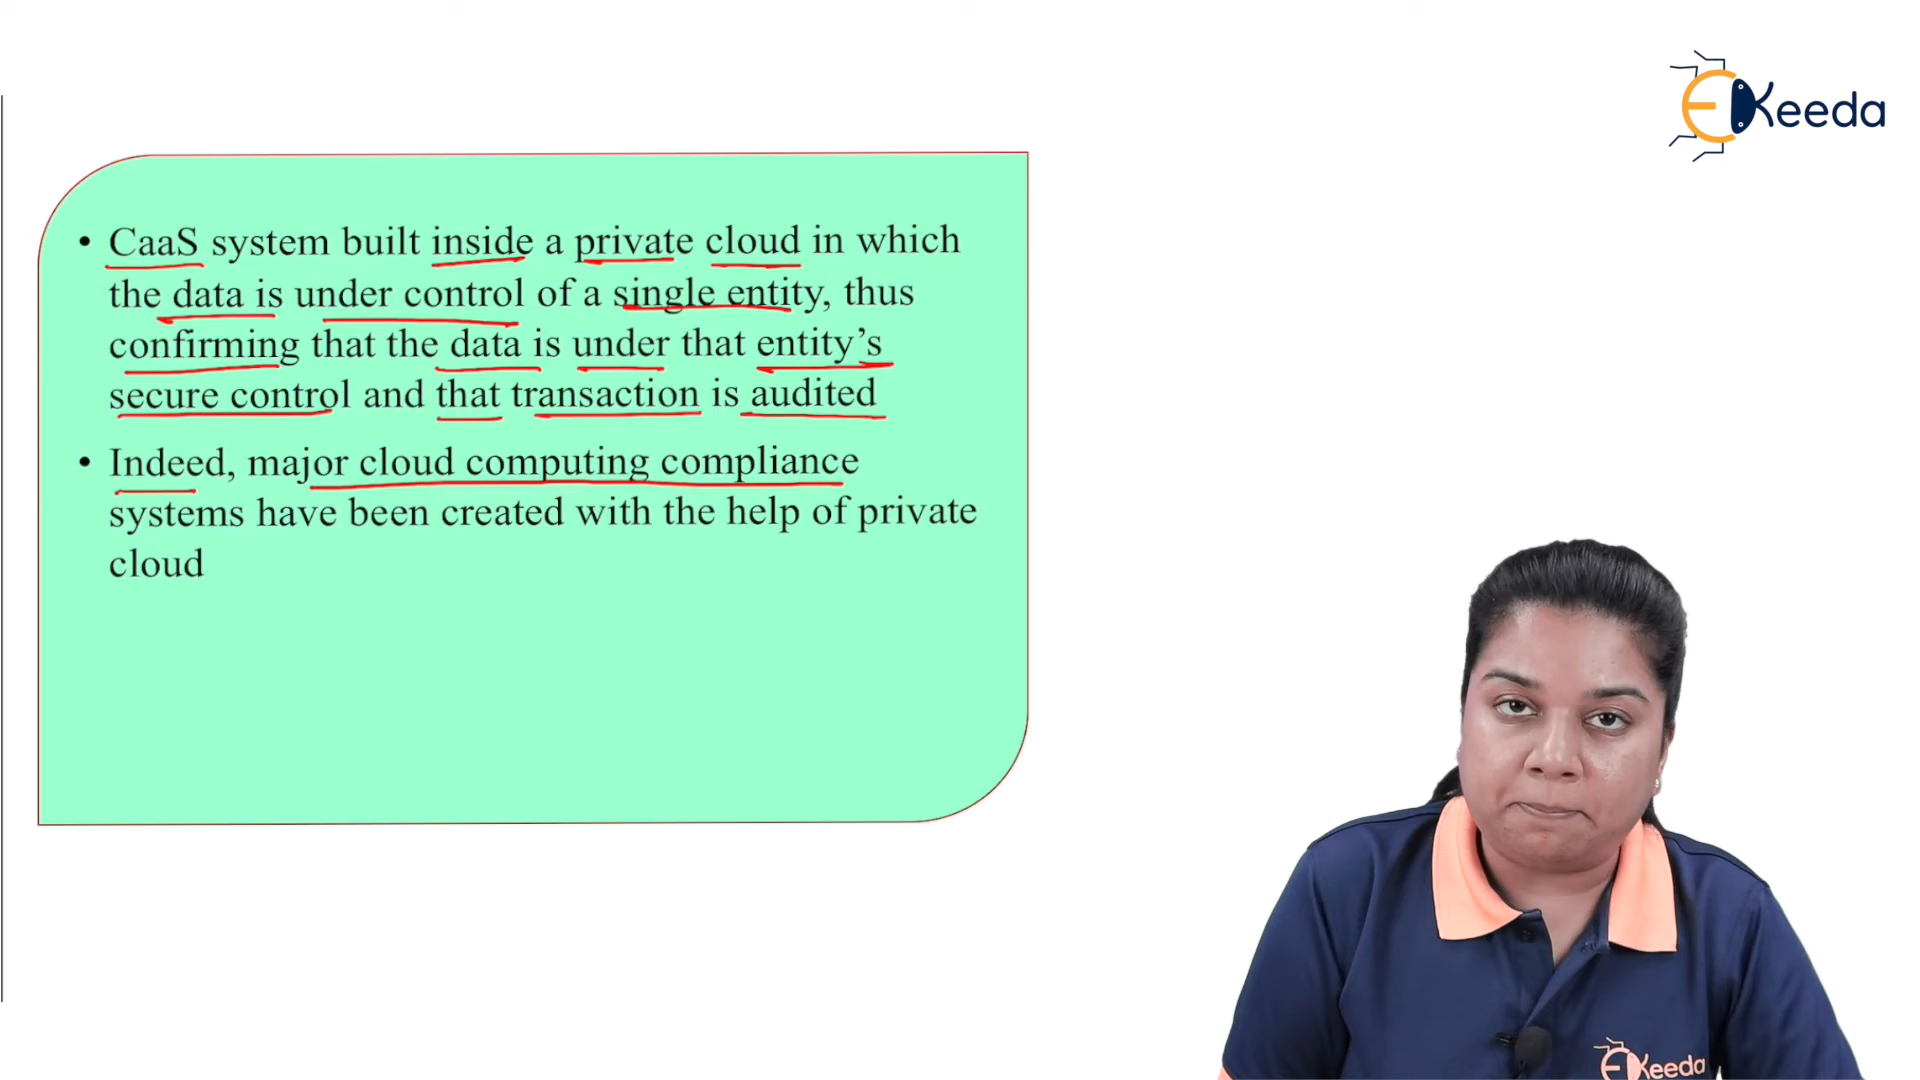 EKeeda
• CaaS system built inside a private cloud in which
the data is under control of a single entity, thus
confirming that the data is under that entity’s
secure control and that transaction is audited
• Indeed, major cloud computing compliance
systems have been created with the help of private
cloud
EKeeda